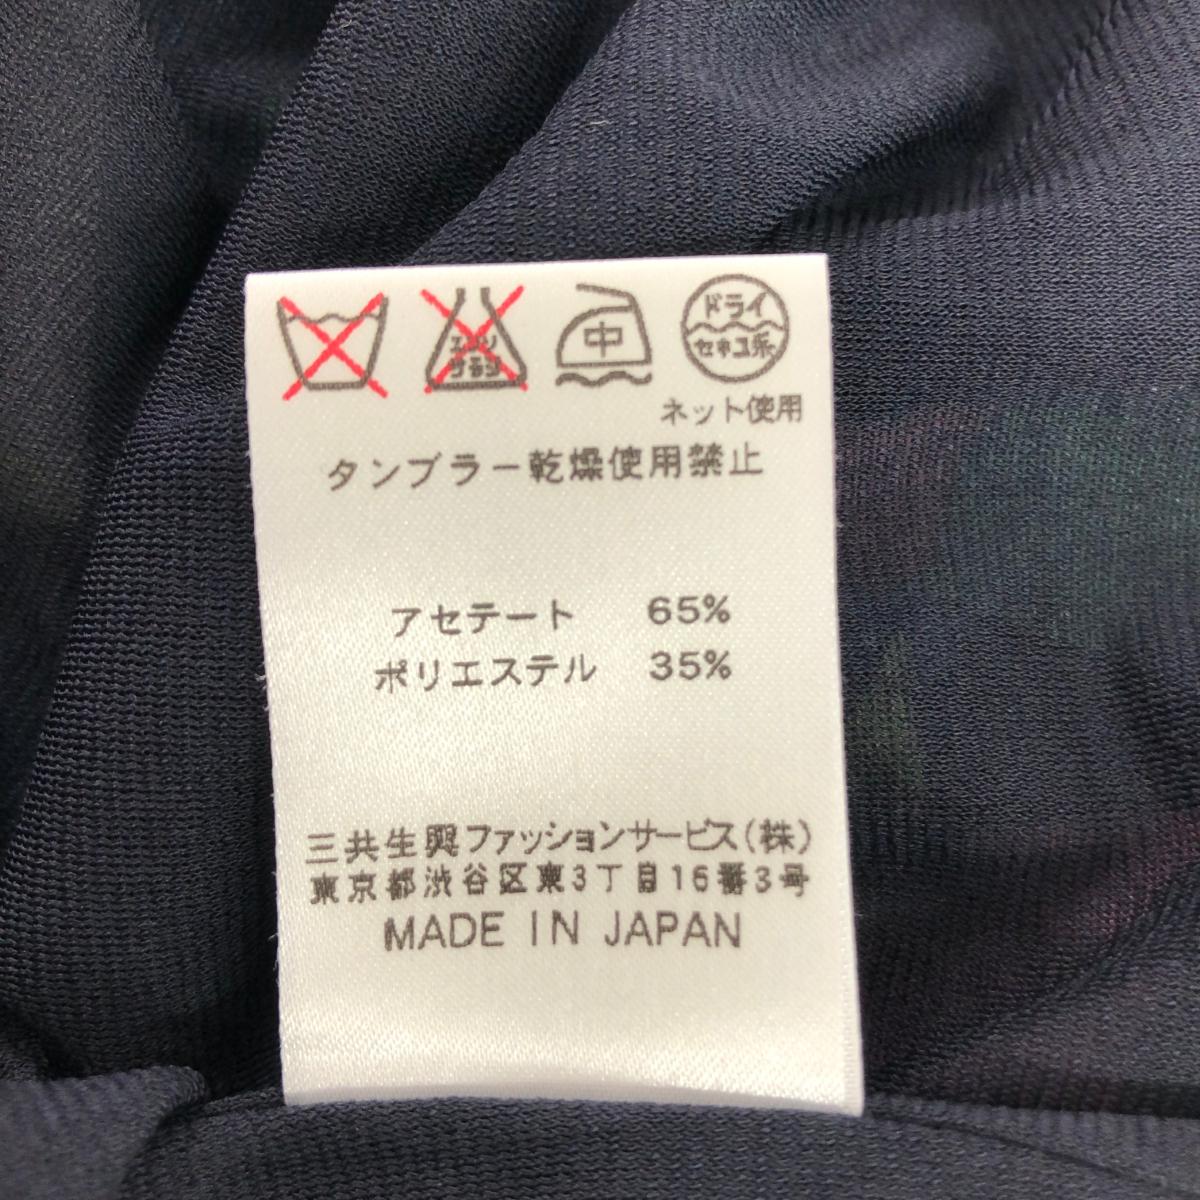 エンソ
サラシ
中
ドライ
セキユ系
ネット使用
タンブラー乾燥使用禁止
アセテート 65%
ポリエステル 35%
三共生興ファッションサービス(株)
東京都渋谷区東3丁目16番3号
MADE IN JAPAN